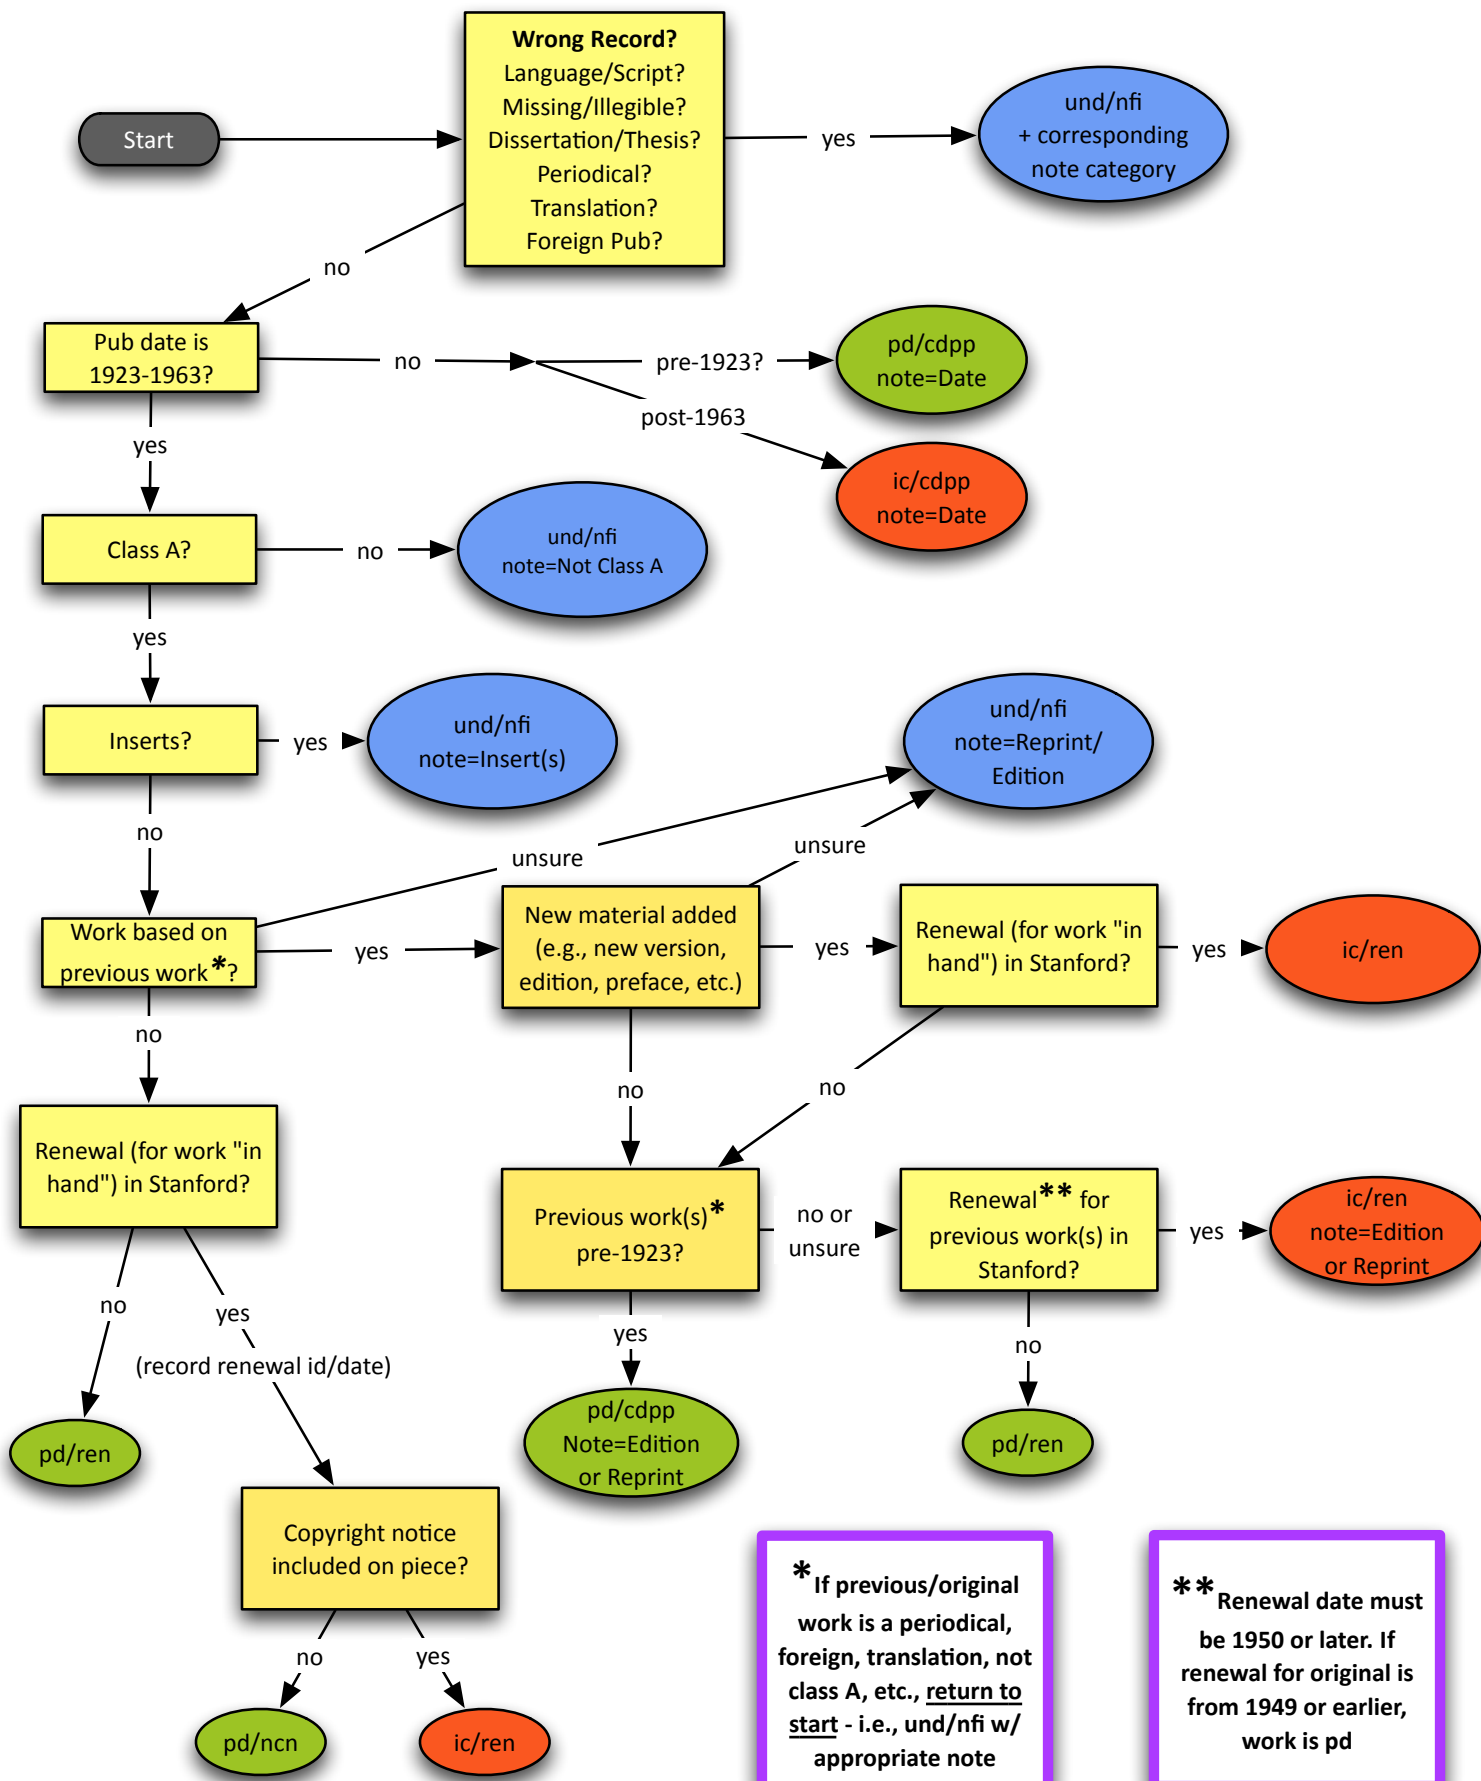 Start
Wrong Record?
Language/Script?
Missing/Illegible?
Dissertation/Thesis?
Periodical?
Translation?
Foreign Pub?
yes
und/nfi
+ corresponding
note category
no
Pub date is
1923-1963?
no
pre-1923?
pd/cdpp
note=Date
post-1963
ic/cdpp
note=Date
yes
Class A?
no
und/nfi
note=Not Class A
yes
Inserts?
yes
und/nfi
note=Insert(s)
und/nfi
note=Reprint/
Edition
no
unsure
unsure
Work based on
previous work*?
yes
New material added
(e.g., new version,
edition, preface, etc.)
yes
Renewal (for work "in
hand") in Stanford?
yes
ic/ren
no
no
no
Renewal (for work "in
hand") in Stanford?
Previous work(s)*
pre-1923?
no or
unsure
Renewal** for
previous work(s) in
Stanford?
yes
ic/ren
note=Edition
or Reprint
no
yes
(record renewal id/date)
yes
no
pd/ren
pd/cdpp
Note=Edition
or Reprint
pd/ren
Copyright notice
included on piece?
no
yes
pd/ncn
ic/ren
*If previous/original
work is a periodical,
foreign, translation, not
class A, etc., return to
start - i.e., und/nfi w/
appropriate note
**Renewal date must
be 1950 or later. If
renewal for original is
from 1949 or earlier,
work is pd